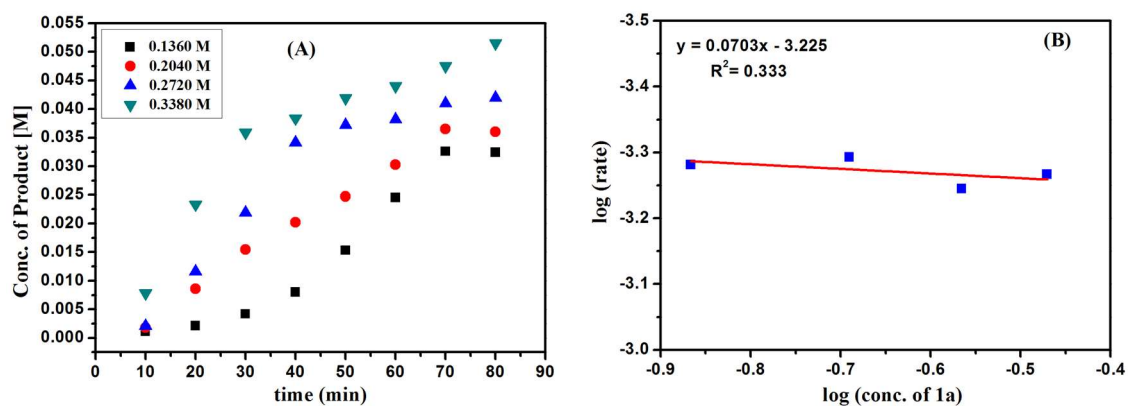 0.055
0.050
0.045
0.040
0.035
0.030
0.025
0.020
0.015
0.010
0.005
0.000
Conc. of Product [M]
0.1360 M
0.2040 M
0.2720 M
0.3380 M
(A)
0 10 20 30 40 50 60 70 80 90
time (min)
-3.5
-3.4
-3.3
-3.2
-3.1
-3.0
log (rate)
y = 0.0703x - 3.225
R²= 0.333
(B)
-0.9 -0.8 -0.7 -0.6 -0.5 -0.4
log (conc. of 1a)